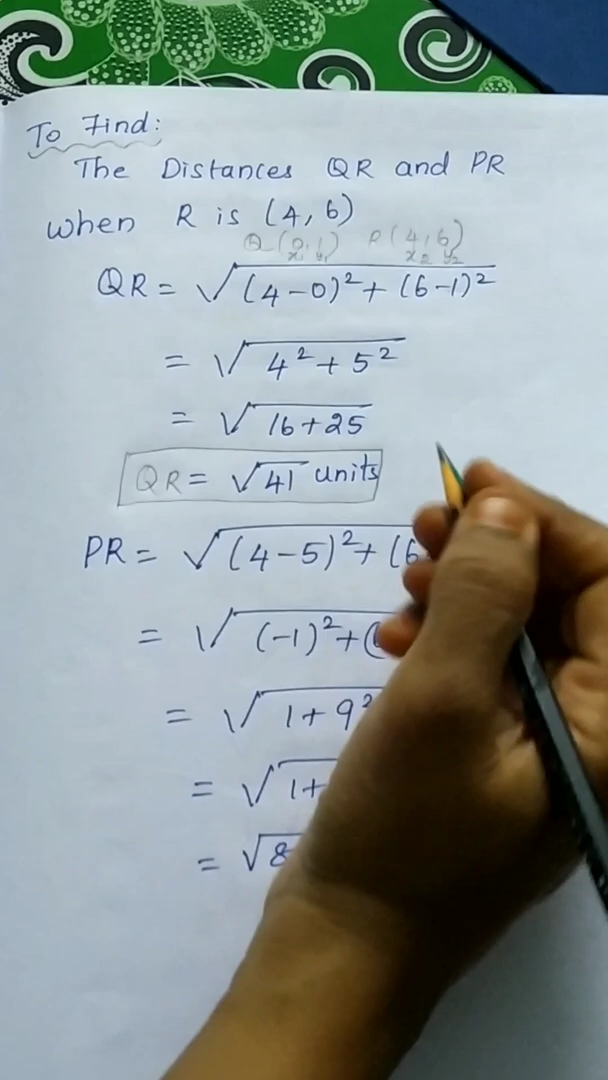 To Find:
The Distances QR and PR
when R is (4, 6)
Q(0, 1) R(4, 6)
x₁ y₁ x₂ y₂
QR = √(4-0)² + (6-1)²
= √4² + 5²
= √16+25
QR = √41 units
PR = √(4-5)² + (6
= √(-1)² + (
= √1 + 9²
= √1+
= √8